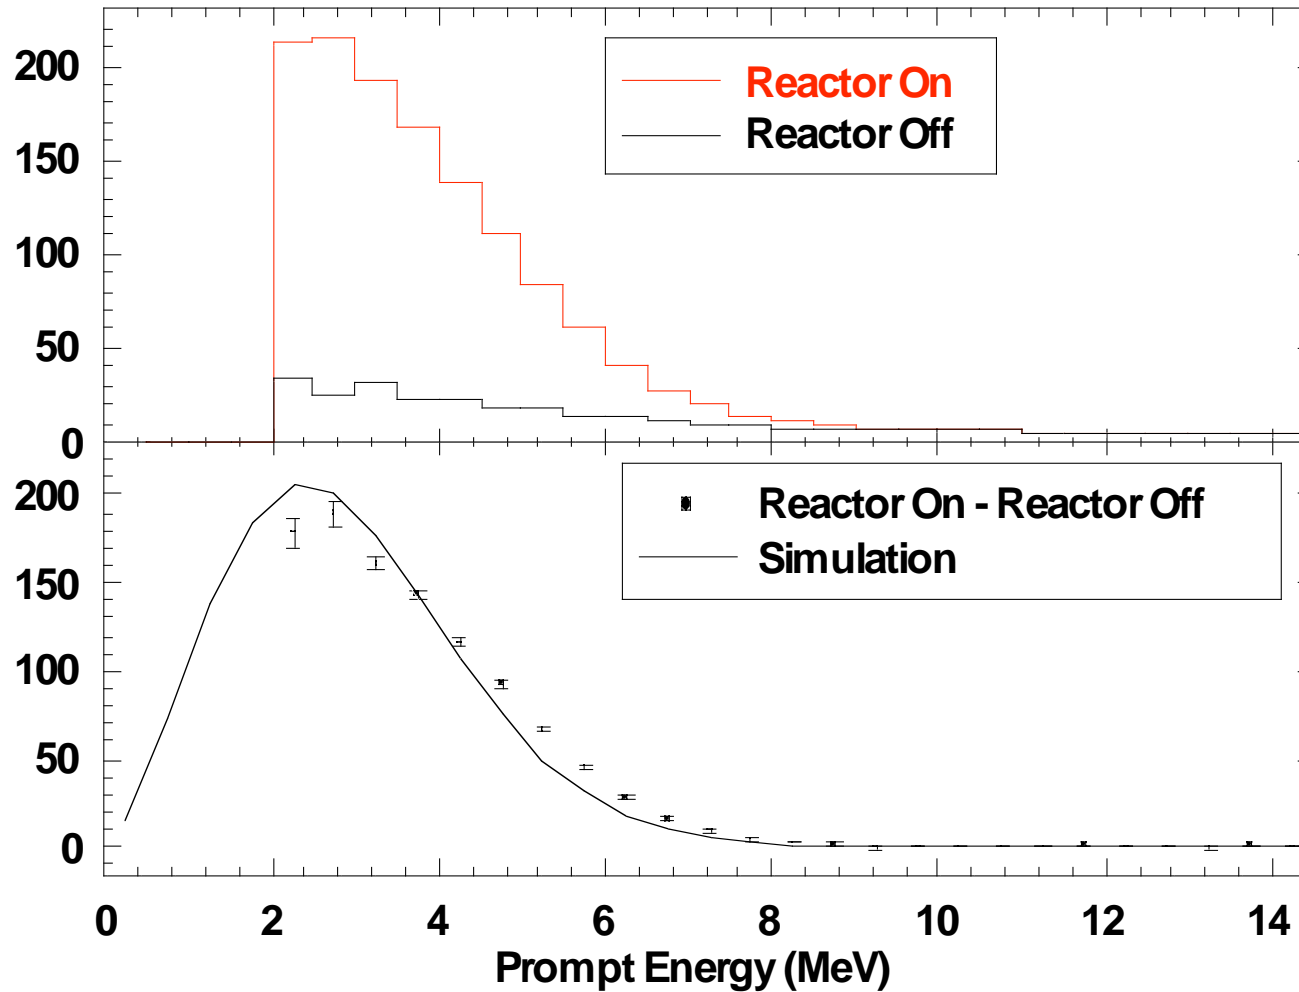 200
150
100
50
0
Reactor On
Reactor Off
200
150
100
50
0
Reactor On - Reactor Off
Simulation
0 2 4 6 8 10 12 14
Prompt Energy (MeV)